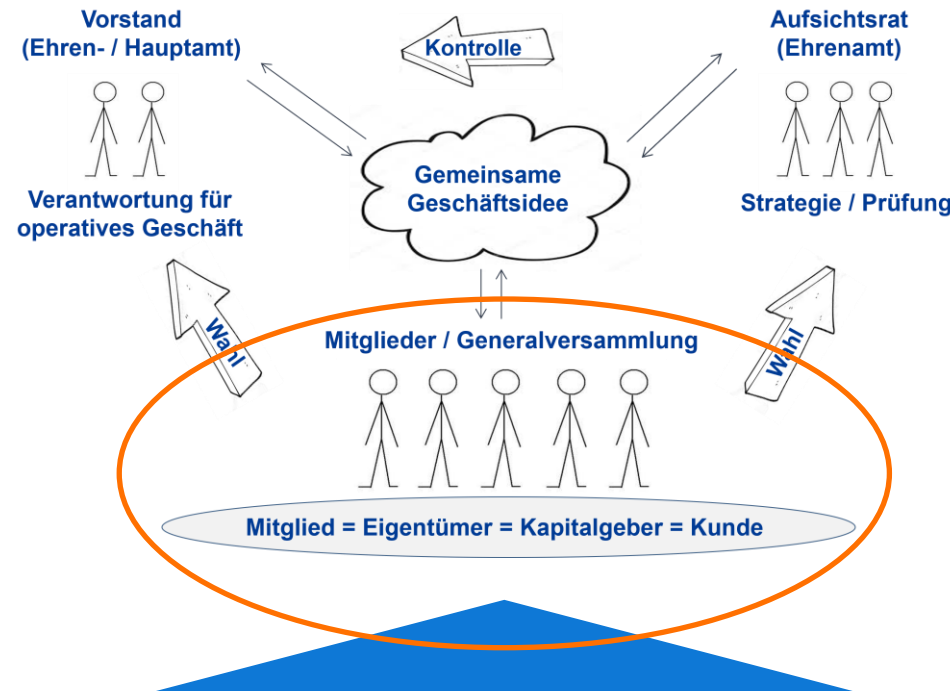 Vorstand
(Ehren- / Hauptamt)
Kontrolle
Aufsichtsrat
(Ehrenamt)
Gemeinsame
Geschäftsidee
Verantwortung für
operatives Geschäft
Strategie / Prüfung
Wahl
Wahl
Mitglieder / Generalversammlung
Mitglied = Eigentümer = Kapitalgeber = Kunde